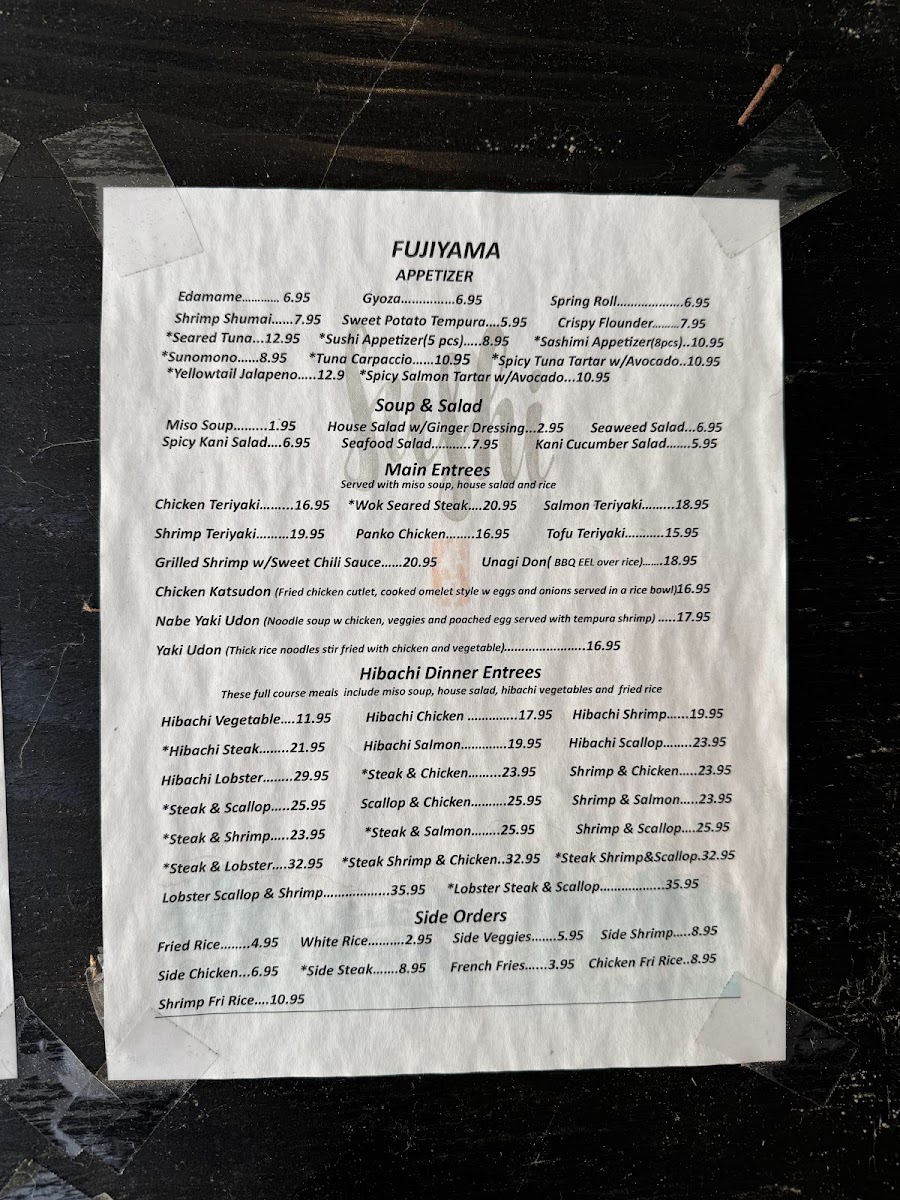 FUJIYAMA
APPETIZER
Edamame............ 6.95 Gyoza...............6.95 Spring Roll...................6.95
Shrimp Shumai......7.95 Sweet Potato Tempura....5.95 Crispy Flounder.........7.95
*Seared Tuna...12.95 *Sushi Appetizer(5 pcs).....8.95 *Sashimi Appetizer(8pcs)..10.95
*Sunomono......8.95 *Tuna Carpaccio......10.95 *Spicy Tuna Tartar w/Avocado..10.95
*Yellowtail Jalapeno.....12.9 *Spicy Salmon Tartar w/Avocado...10.95
Soup & Salad
Miso Soup.........1.95 House Salad w/Ginger Dressing...2.95 Seaweed Salad...6.95
Spicy Kani Salad....6.95 Seafood Salad...........7.95 Kani Cucumber Salad.......5.95
Main Entrees
Served with miso soup, house salad and rice
Chicken Teriyaki.........16.95 *Wok Seared Steak....20.95 Salmon Teriyaki.........18.95
Shrimp Teriyaki.........19.95 Panko Chicken........16.95 Tofu Teriyaki............15.95
Grilled Shrimp w/Sweet Chili Sauce......20.95 Unagi Don( BBQ EEL over rice).......18.95
Chicken Katsudon (Fried chicken cutlet, cooked omelet style w eggs and onions served in a rice bowl)16.95
Nabe Yaki Udon (Noodle soup w chicken, veggies and poached egg served with tempura shrimp) .....17.95
Yaki Udon (Thick rice noodles stir fried with chicken and vegetable).......................16.95
Hibachi Dinner Entrees
These full course meals include miso soup, house salad, hibachi vegetables and fried rice
Hibachi Vegetable....11.95 Hibachi Chicken ..............17.95 Hibachi Shrimp......19.95
*Hibachi Steak........21.95 Hibachi Salmon............19.95 Hibachi Scallop........23.95
Hibachi Lobster........29.95 *Steak & Chicken.........23.95 Shrimp & Chicken.....23.95
*Steak & Scallop.....25.95 Scallop & Chicken..........25.95 Shrimp & Salmon.....23.95
*Steak & Shrimp.....23.95 *Steak & Salmon........25.95 Shrimp & Scallop....25.95
*Steak & Lobster....32.95 *Steak Shrimp & Chicken..32.95 *Steak Shrimp&Scallop.32.95
Lobster Scallop & Shrimp...................35.95 *Lobster Steak & Scallop..................35.95
Side Orders
Fried Rice........4.95 White Rice..........2.95 Side Veggies.......5.95 Side Shrimp.....8.95
Side Chicken...6.95 *Side Steak.......8.95 French Fries......3.95 Chicken Fri Rice..8.95
Shrimp Fri Rice....10.95